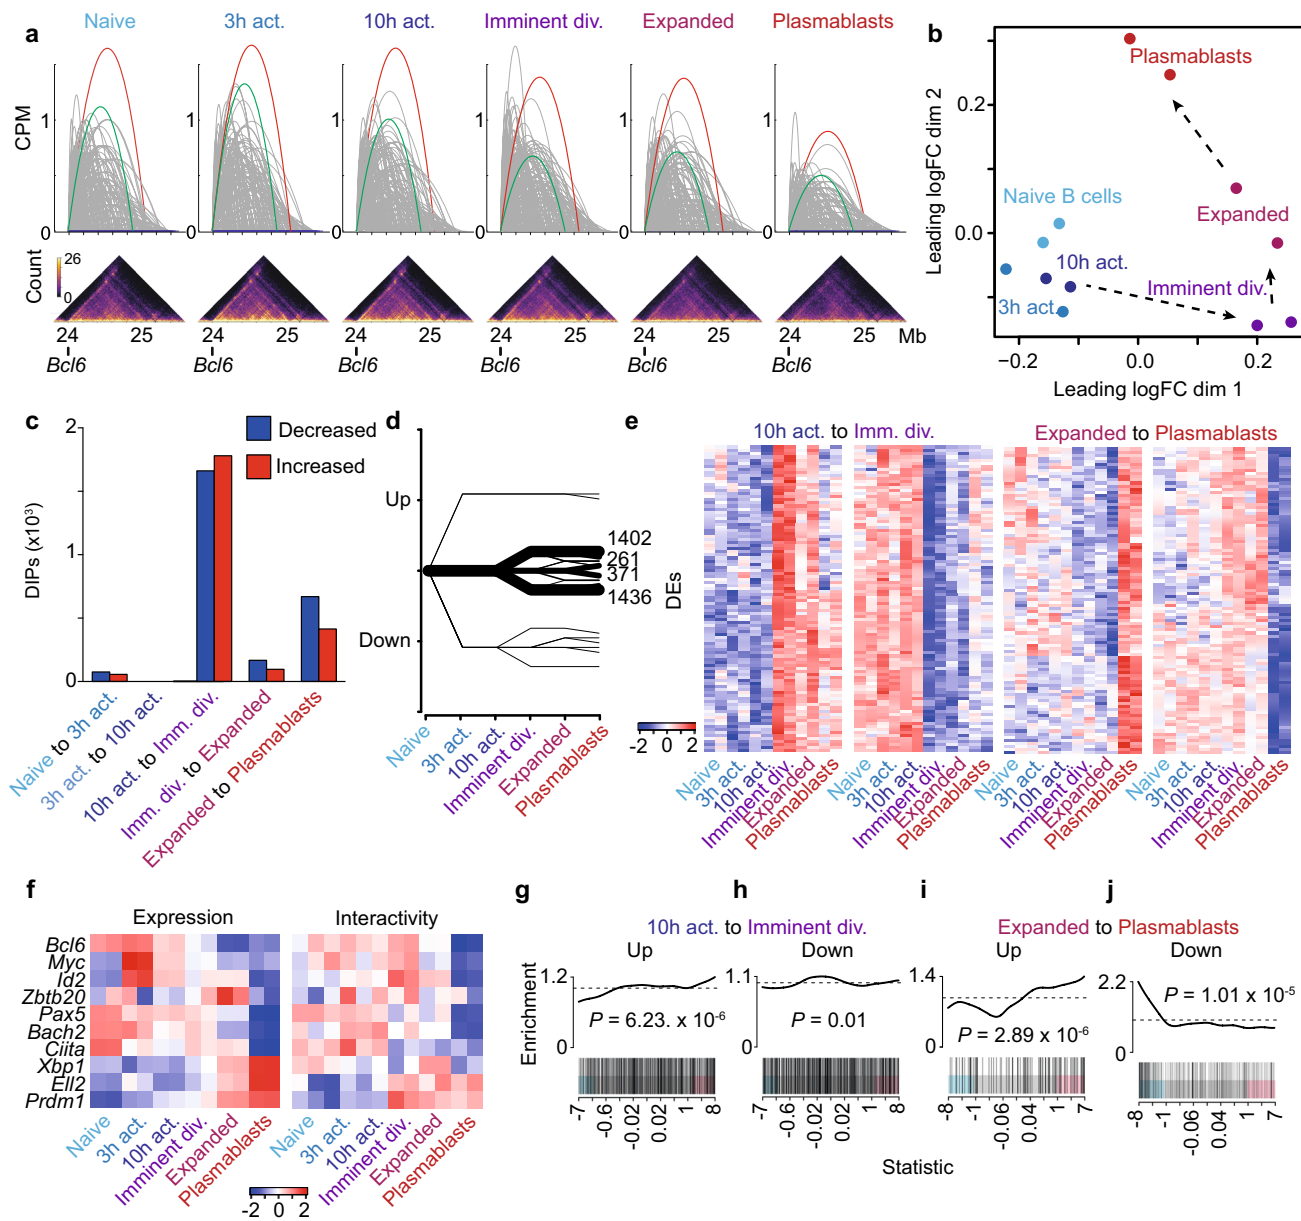 a
Naive
3h act.
10h act.
Imminent div.
Expanded
Plasmablasts
CPM
1
0
1
0
1
0
1
0
1
0
1
0
Count
26
0
24
25
24
25
24
25
24
25
24
25
24
25
Mb
Bcl6
Bcl6
Bcl6
Bcl6
Bcl6
Bcl6
b
Leading logFC dim 2
0.2
0.0
Plasmablasts
Naive B cells
Expanded
10h act.
Imminent div.
3h act.
−0.2
0.0
0.2
Leading logFC dim 1
c
DIPs (x10³)
2
1
0
Decreased
Increased
Naive to 3h act.
3h act. to 10h act.
10h act. to Imm. div.
Imm. div. to Expanded
Expanded to Plasmablasts
d
Up
Down
1402
261
371
1436
Naive
3h act.
10h act.
Imminent div.
Expanded
Plasmablasts
e
10h act. to Imm. div.
Expanded to Plasmablasts
DEs
-2 0 2
Naive
3h act.
10h act.
Imminent div.
Expanded
Plasmablasts
Naive
3h act.
10h act.
Imminent div.
Expanded
Plasmablasts
Naive
3h act.
10h act.
Imminent div.
Expanded
Plasmablasts
Naive
3h act.
10h act.
Imminent div.
Expanded
Plasmablasts
f
Expression
Interactivity
Bcl6
Myc
Id2
Zbtb20
Pax5
Bach2
Ciita
Xbp1
Ell2
Prdm1
Naive
3h act.
10h act.
Imminent div.
Expanded
Plasmablasts
Naive
3h act.
10h act.
Imminent div.
Expanded
Plasmablasts
-2 0 2
g
h
i
j
10h act. to Imminent div.
Expanded to Plasmablasts
Up
Down
Up
Down
Enrichment
1.2
0
P = 6.23. x 10⁻⁶
-7
-1
-0.02
-0.02
1
8
1.1
0
P = 0.01
-7
-1
-0.02
-0.02
1
8
1.4
0
P = 2.89 x 10⁻⁶
-8
-1
-0.06
0.04
1
7
2.2
0
P = 1.01 x 10⁻⁵
-8
-1
-0.06
0.04
1
7
Statistic